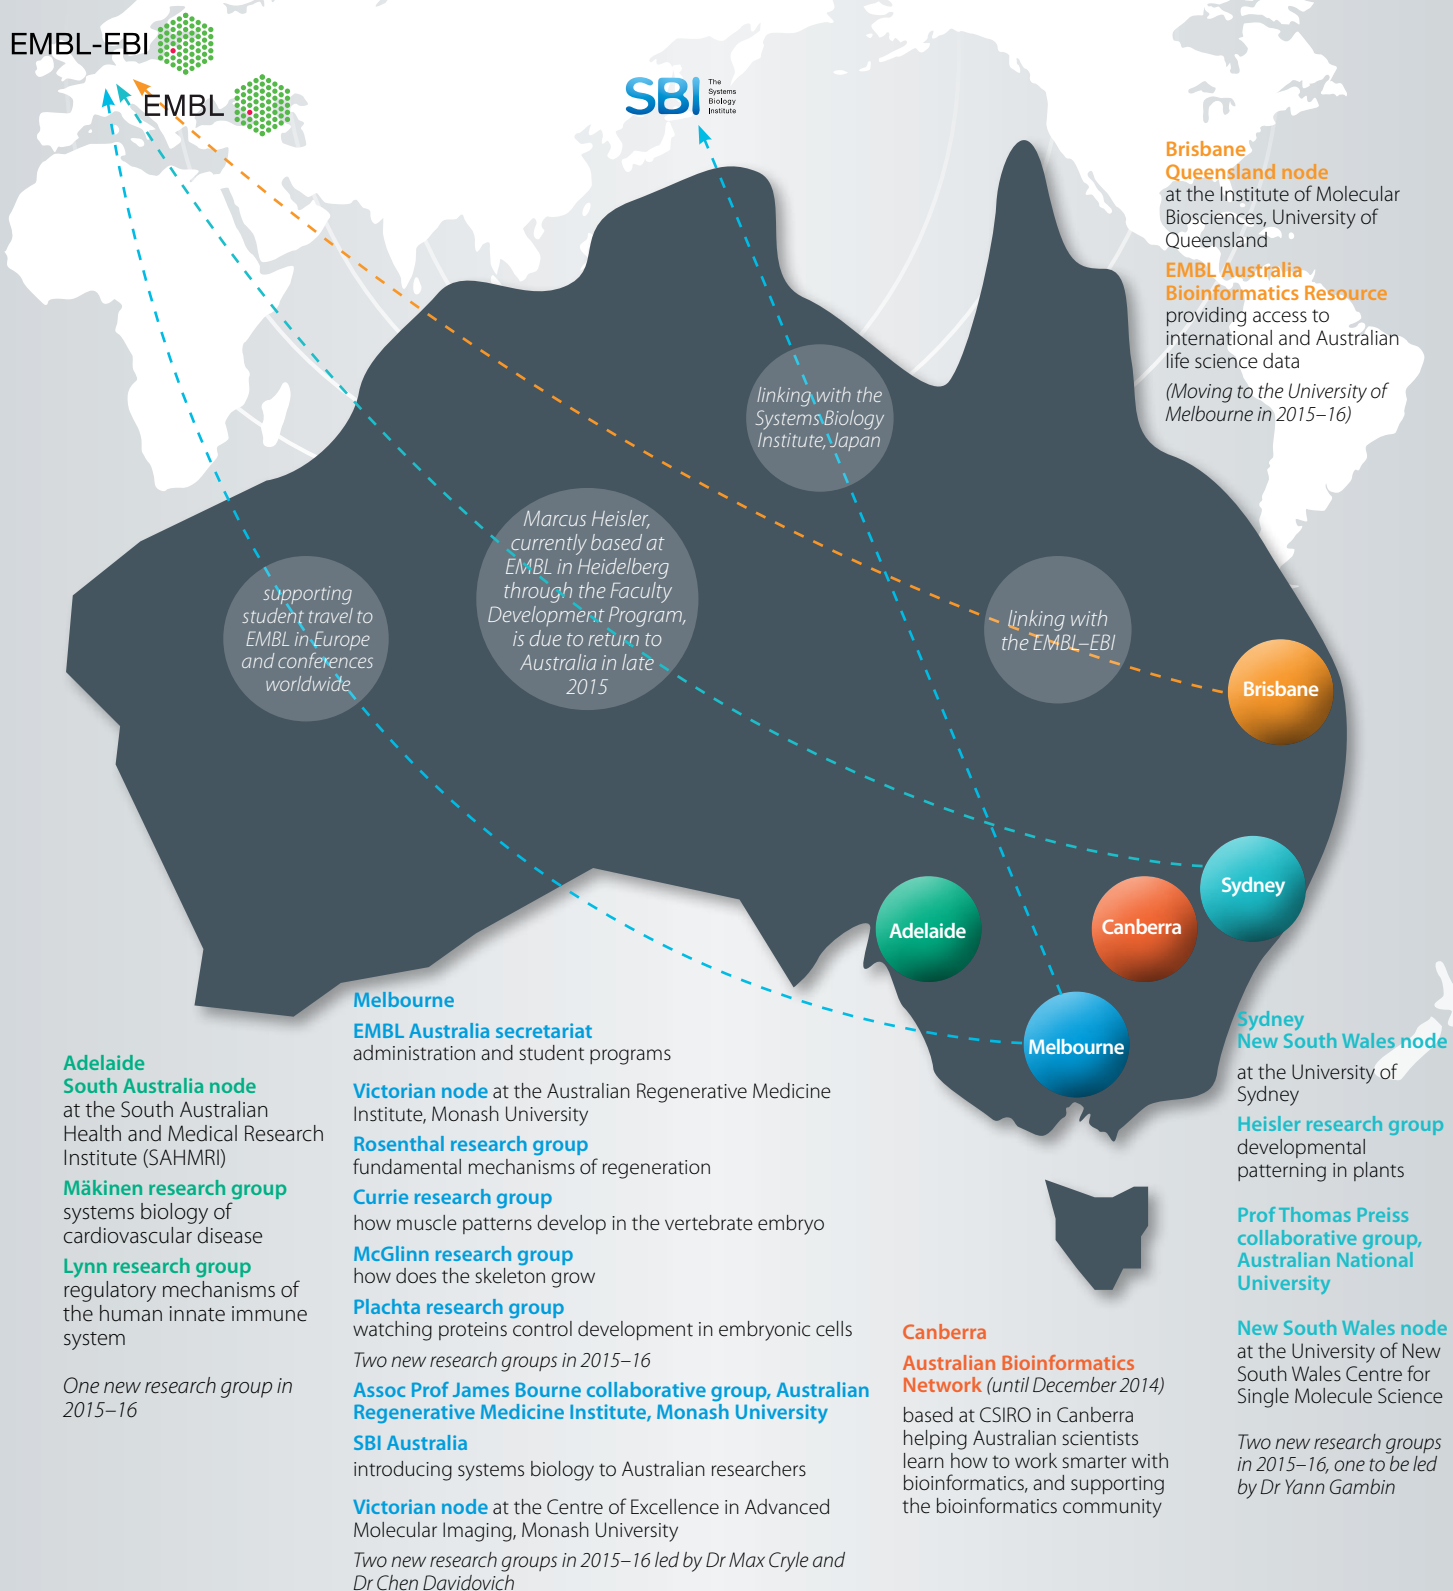 EMBL-EBI
EMBL
SBI
The
Systems
Biology
Institute
Brisbane
Queensland node
at the Institute of Molecular
Biosciences, University of
Queensland
EMBL Australia
Bioinformatics Resource
providing access to
international and Australian
life science data
(Moving to the University of
Melbourne in 2015–16)
linking with the
Systems Biology
Institute, Japan
Marcus Heisler,
currently based at
EMBL in Heidelberg
through the Faculty
Development Program,
is due to return to
Australia in late
2015
supporting
student travel to
EMBL in Europe
and conferences
worldwide
linking with
the EMBL–EBI
Brisbane
Sydney
Canberra
Adelaide
Melbourne
Adelaide
South Australia node
at the South Australian
Health and Medical Research
Institute (SAHMRI)
Mäkinen research group
systems biology of
cardiovascular disease
Lynn research group
regulatory mechanisms of
the human innate immune
system
One new research group in
2015–16
Melbourne
EMBL Australia secretariat
administration and student programs
Victorian node at the Australian Regenerative Medicine
Institute, Monash University
Rosenthal research group
fundamental mechanisms of regeneration
Currie research group
how muscle patterns develop in the vertebrate embryo
McGlinn research group
how does the skeleton grow
Plachta research group
watching proteins control development in embryonic cells
Two new research groups in 2015–16
Assoc Prof James Bourne collaborative group, Australian
Regenerative Medicine Institute, Monash University
SBI Australia
introducing systems biology to Australian researchers
Victorian node at the Centre of Excellence in Advanced
Molecular Imaging, Monash University
Two new research groups in 2015–16 led by Dr Max Cryle and
Dr Chen Davidovich
Canberra
Australian Bioinformatics
Network (until December 2014)
based at CSIRO in Canberra
helping Australian scientists
learn how to work smarter with
bioinformatics, and supporting
the bioinformatics community
Sydney
New South Wales node
at the University of
Sydney
Heisler research group
developmental
patterning in plants
Prof Thomas Preiss
collaborative group,
Australian National
University
New South Wales node
at the University of New
South Wales Centre for
Single Molecule Science
Two new research groups
in 2015–16, one to be led
by Dr Yann Gambin